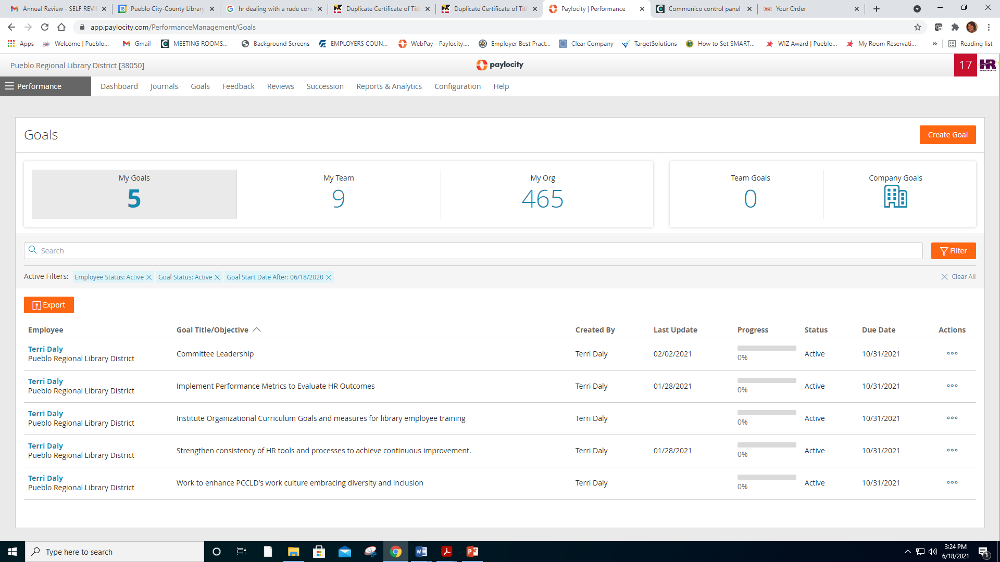 Annual Review - SELF REVI
Pueblo City-County Library
hr dealing with a rude con
Duplicate Certificate of Titl
Duplicate Certificate of Titl
Paylocity | Performance
Communico control panel
Your Order
app.paylocity.com/PerformanceManagement/Goals
Apps
Welcome | Pueblo...
Gmail
MEETING ROOMS...
Background Screens
EMPLOYERS COUN...
WebPay - Paylocity....
Employer Best Pract...
Clear Company
TargetSolutions
How to Set SMART...
WIZ Award | Pueblo...
My Room Reservati...
»
Reading list
Pueblo Regional Library District [38050]
paylocity
17
HR
Performance
Dashboard
Journals
Goals
Feedback
Reviews
Succession
Reports & Analytics
Configuration
Help
Goals
Create Goal
My Goals
5
My Team
9
My Org
465
Team Goals
0
Company Goals
Search
Filter
Active Filters: Employee Status: Active Goal Status: Active Goal Start Date After: 06/18/2020
Clear All
Export
Employee Goal Title/Objective Created By Last Update Progress Status Due Date Actions
Terri Daly
Pueblo Regional Library District
Committee Leadership Terri Daly 02/02/2021 0% Active 10/31/2021
Terri Daly
Pueblo Regional Library District
Implement Performance Metrics to Evaluate HR Outcomes Terri Daly 01/28/2021 0% Active 10/31/2021
Terri Daly
Pueblo Regional Library District
Institute Organizational Curriculum Goals and measures for library employee training Terri Daly 0% Active 10/31/2021
Terri Daly
Pueblo Regional Library District
Strengthen consistency of HR tools and processes to achieve continuous improvement. Terri Daly 01/28/2021 0% Active 10/31/2021
Terri Daly
Pueblo Regional Library District
Work to enhance PCCLD's work culture embracing diversity and inclusion Terri Daly 0% Active 10/31/2021
Type here to search
3:24 PM
6/18/2021
1